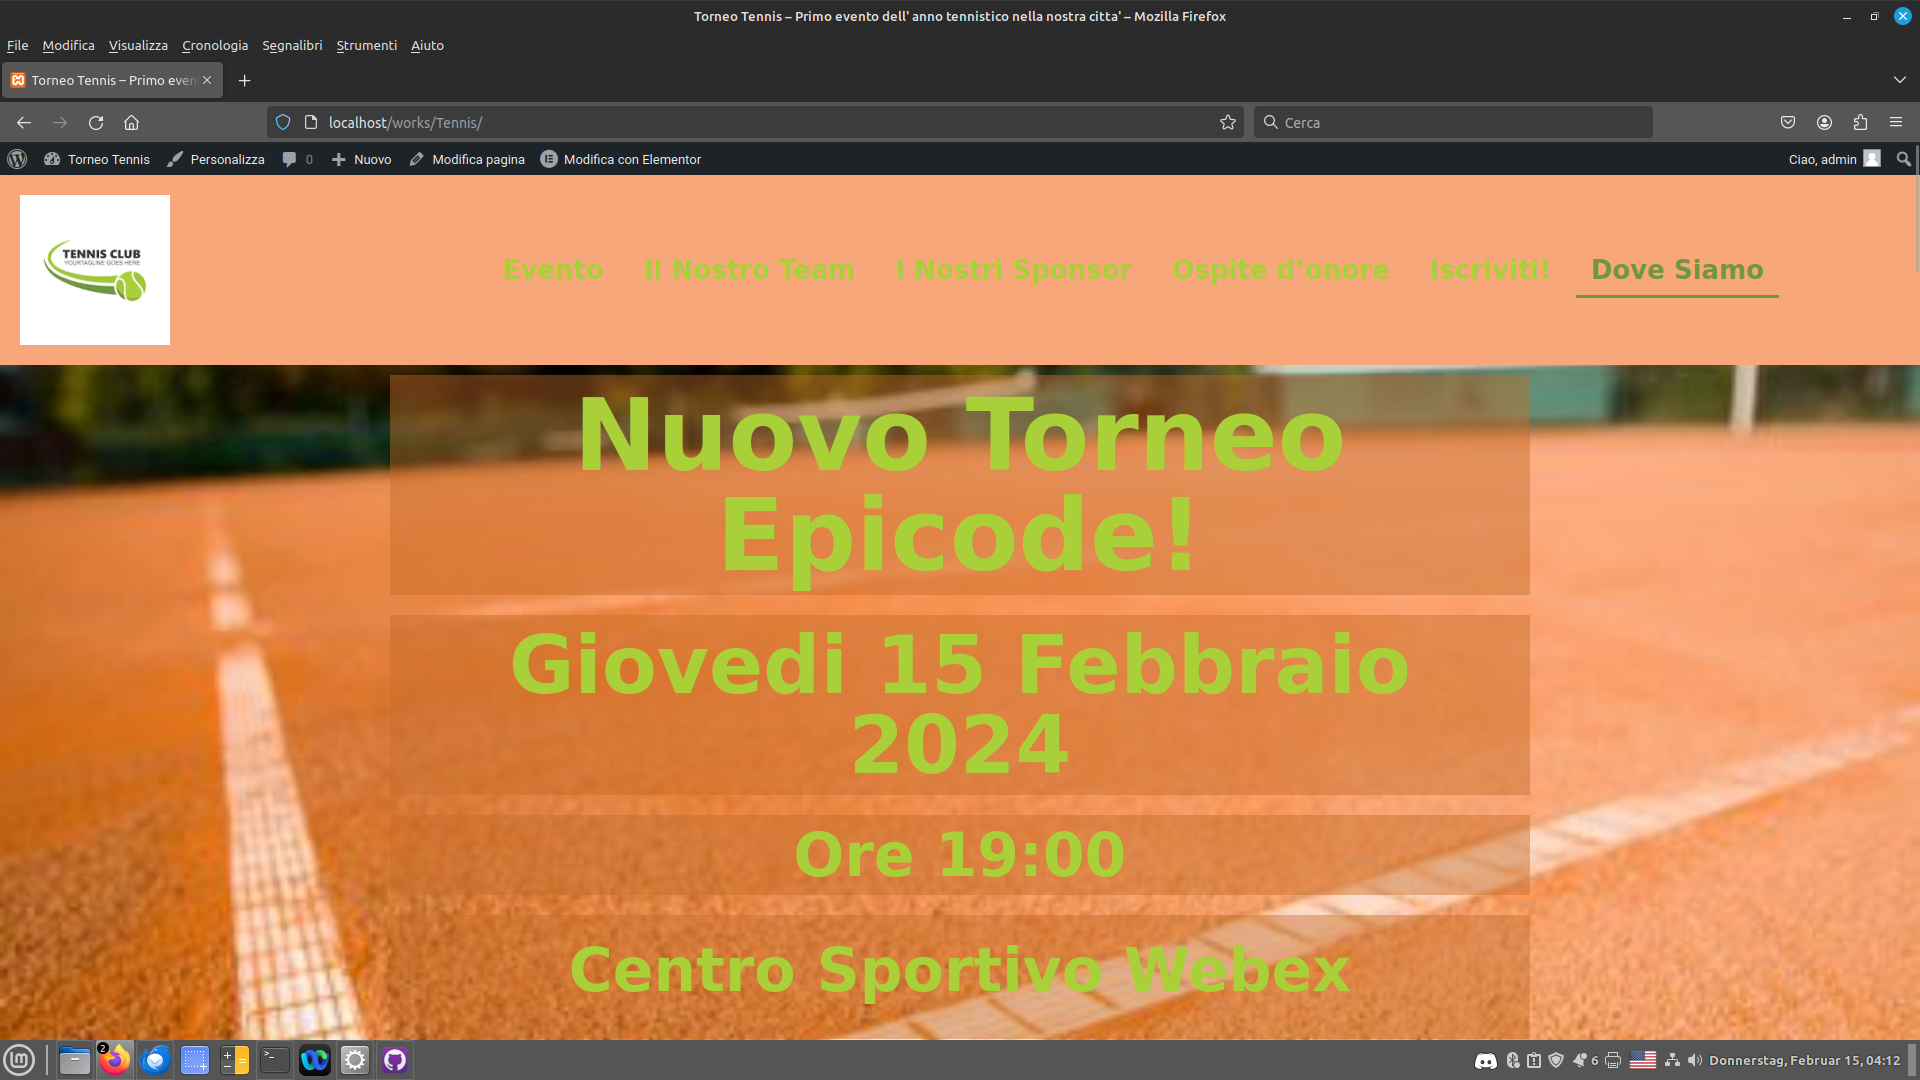 Torneo Tennis – Primo evento dell' anno tennistico nella nostra citta' – Mozilla Firefox
File Modifica Visualizza Cronologia Segnalibri Strumenti Aiuto
Torneo Tennis – Primo even
localhost/works/Tennis/
Cerca
Torneo Tennis Personalizza 0 Nuovo Modifica pagina Modifica con Elementor Ciao, admin
TENNIS CLUB
YOURTAGLINE GOES HERE
Evento Il Nostro Team I Nostri Sponsor Ospite d’onore Iscriviti! Dove Siamo
Nuovo Torneo
Epicode!
Giovedi 15 Febbraio
2024
Ore 19:00
Centro Sportivo Webex
2
6
Donnerstag, Februar 15, 04:12